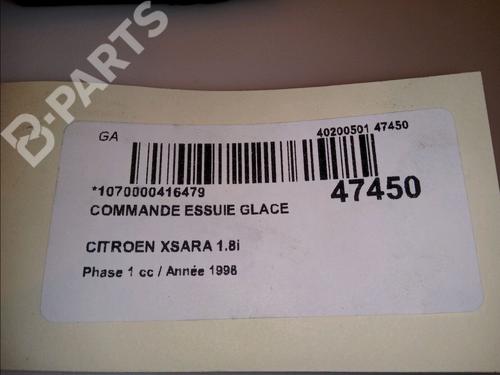 B-PARTS
GA
40200501 47450
*1070000416479
47450
COMMANDE ESSUIE GLACE
CITROEN XSARA 1.8i
Phase 1 cc / Année 1998